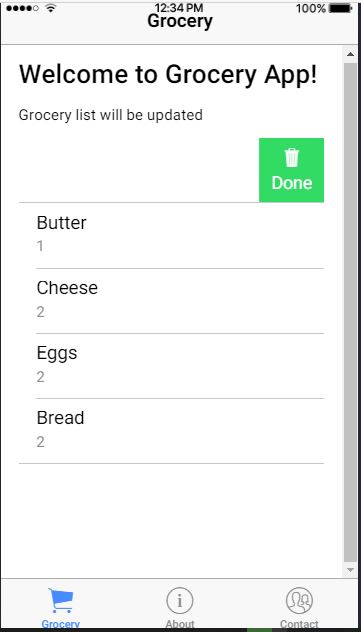 12:34 PM 100%
Grocery
Welcome to Grocery App!
Grocery list will be updated
Done
Butter
1
Cheese
2
Eggs
2
Bread
2
Grocery About Contact